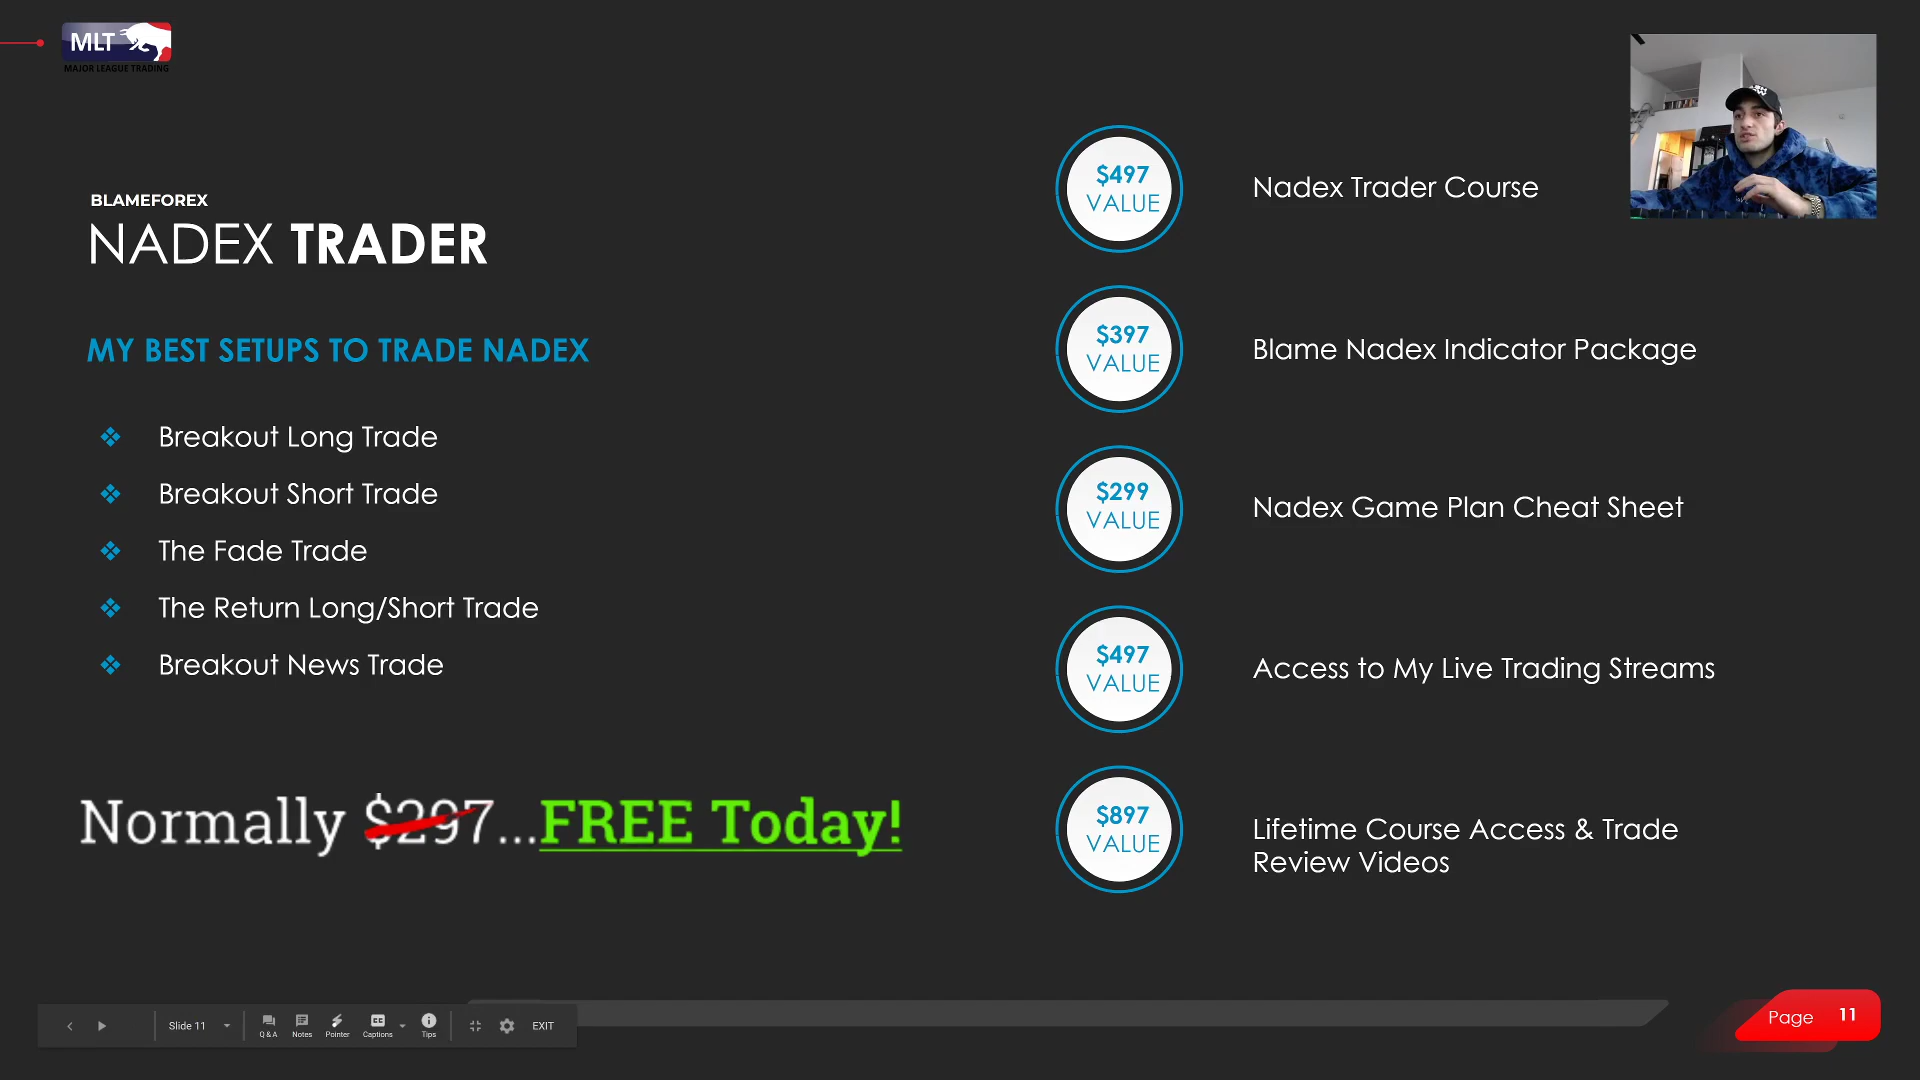 MLT
MAJOR LEAGUE TRADING
BLAMEFOREX
NADEX TRADER
MY BEST SETUPS TO TRADE NADEX
Breakout Long Trade
Breakout Short Trade
The Fade Trade
The Return Long/Short Trade
Breakout News Trade
Normally $297...FREE Today!
$497
VALUE
Nadex Trader Course
$397
VALUE
Blame Nadex Indicator Package
$299
VALUE
Nadex Game Plan Cheat Sheet
$497
VALUE
Access to My Live Trading Streams
$897
VALUE
Lifetime Course Access & Trade
Review Videos
Slide 11
Q&A
Notes
Pointer
CC
Captions
Tips
EXIT
Page 11